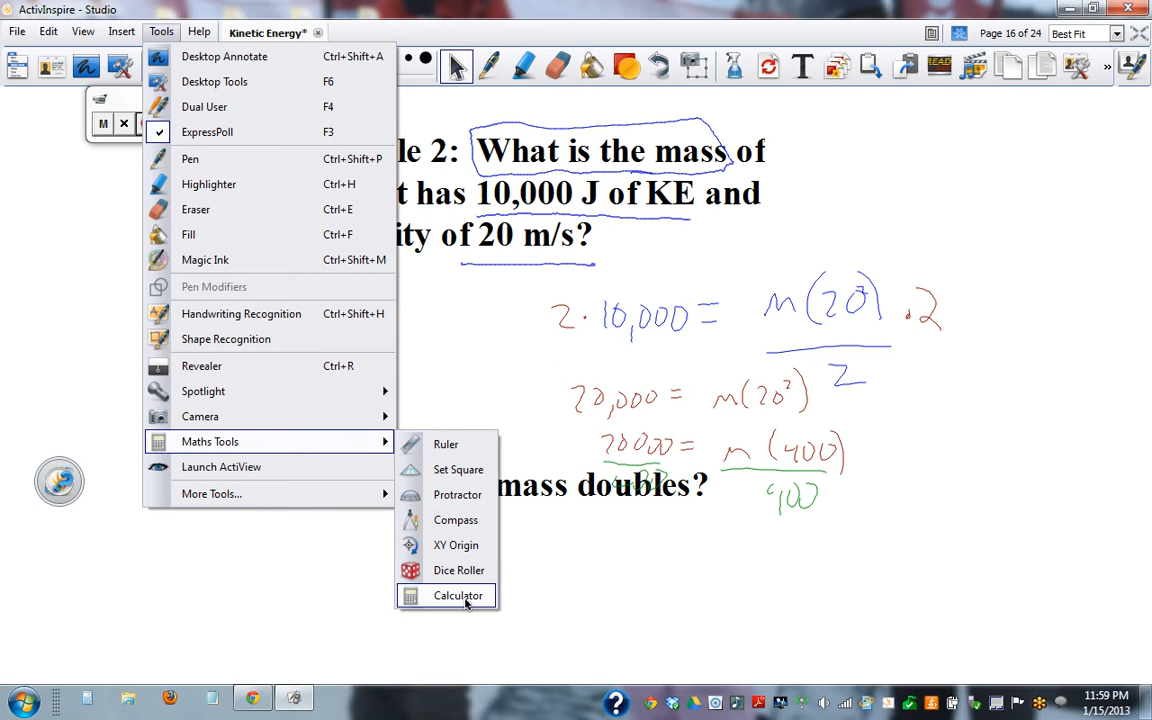 ActivInspire - Studio
File Edit View Insert Tools Help Kinetic Energy* Page 16 of 24 Best Fit
Desktop Annotate Ctrl+Shift+A
Desktop Tools F6
Dual User F4
ExpressPoll F3
Pen Ctrl+Shift+P
Highlighter Ctrl+H
Eraser Ctrl+E
Fill Ctrl+F
Magic Ink Ctrl+Shift+M
Pen Modifiers
Handwriting Recognition Ctrl+Shift+H
Shape Recognition
Revealer Ctrl+R
Spotlight
Camera
Maths Tools
Launch ActiView
More Tools...
Ruler
Set Square
Protractor
Compass
XY Origin
Dice Roller
Calculator
M X
le 2: What is the mass of
t has 10,000 J of KE and
ity of 20 m/s?
2 · 10,000 = m(20²) · 2
2
20,000 = m(20²)
20000 = m (400)
400
mass doubles?
11:59 PM
1/15/2013